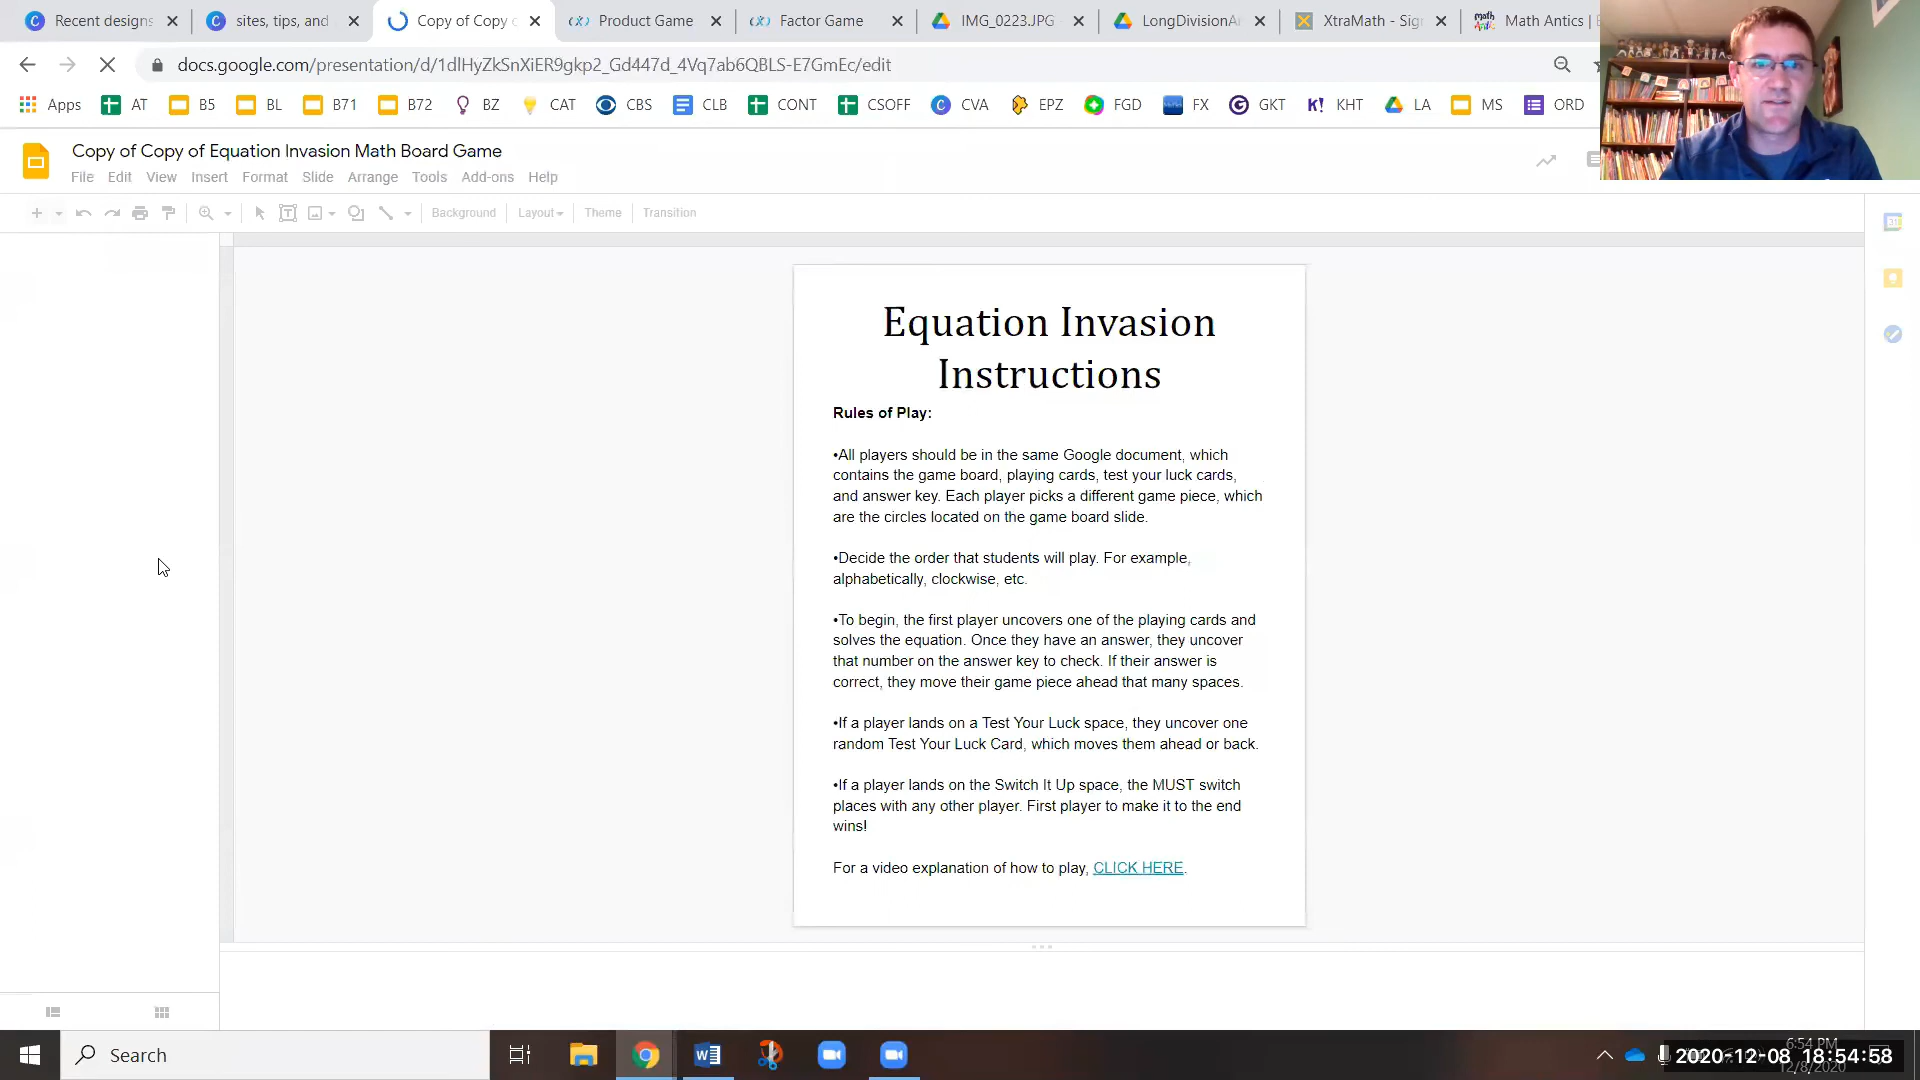 Recent designs
sites, tips, and
Copy of Copy
Product Game
Factor Game
IMG_0223.JPG
LongDivisionA
XtraMath - Sig
Math Antics |
docs.google.com/presentation/d/1dlHyZkSnXiER9gkp2_Gd447d_4Vq7ab6QBLS-E7GmEc/edit
Apps AT B5 BL B71 B72 BZ CAT CBS CLB CONT CSOFF CVA EPZ FGD FX GKT KHT LA MS ORD
Copy of Copy of Equation Invasion Math Board Game
File Edit View Insert Format Slide Arrange Tools Add-ons Help
Background Layout Theme Transition
Equation Invasion
Instructions
Rules of Play:
•All players should be in the same Google document, which
contains the game board, playing cards, test your luck cards,
and answer key. Each player picks a different game piece, which
are the circles located on the game board slide.
•Decide the order that students will play. For example,
alphabetically, clockwise, etc.
•To begin, the first player uncovers one of the playing cards and
solves the equation. Once they have an answer, they uncover
that number on the answer key to check. If their answer is
correct, they move their game piece ahead that many spaces.
•If a player lands on a Test Your Luck space, they uncover one
random Test Your Luck Card, which moves them ahead or back.
•If a player lands on the Switch It Up space, the MUST switch
places with any other player. First player to make it to the end
wins!
For a video explanation of how to play, CLICK HERE.
Search
6:54 PM
2020-12-08 18:54:58
12/8/2020